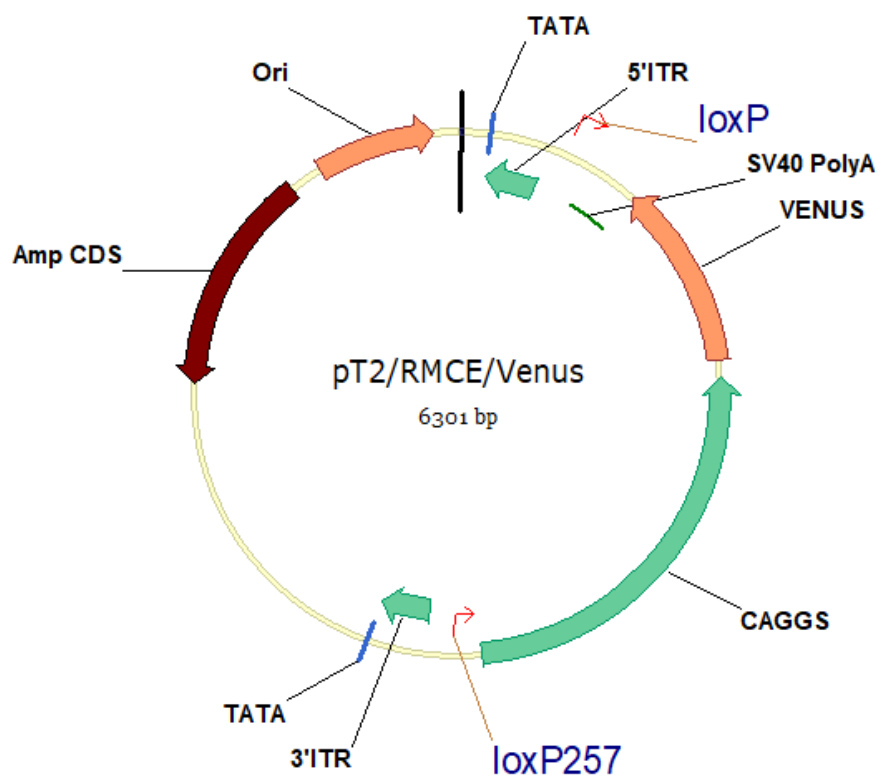 TATA
Ori
5'ITR
loxP
SV40 PolyA
VENUS
Amp CDS
pT2/RMCE/Venus
6301 bp
CAGGS
TATA
3'ITR
loxP257